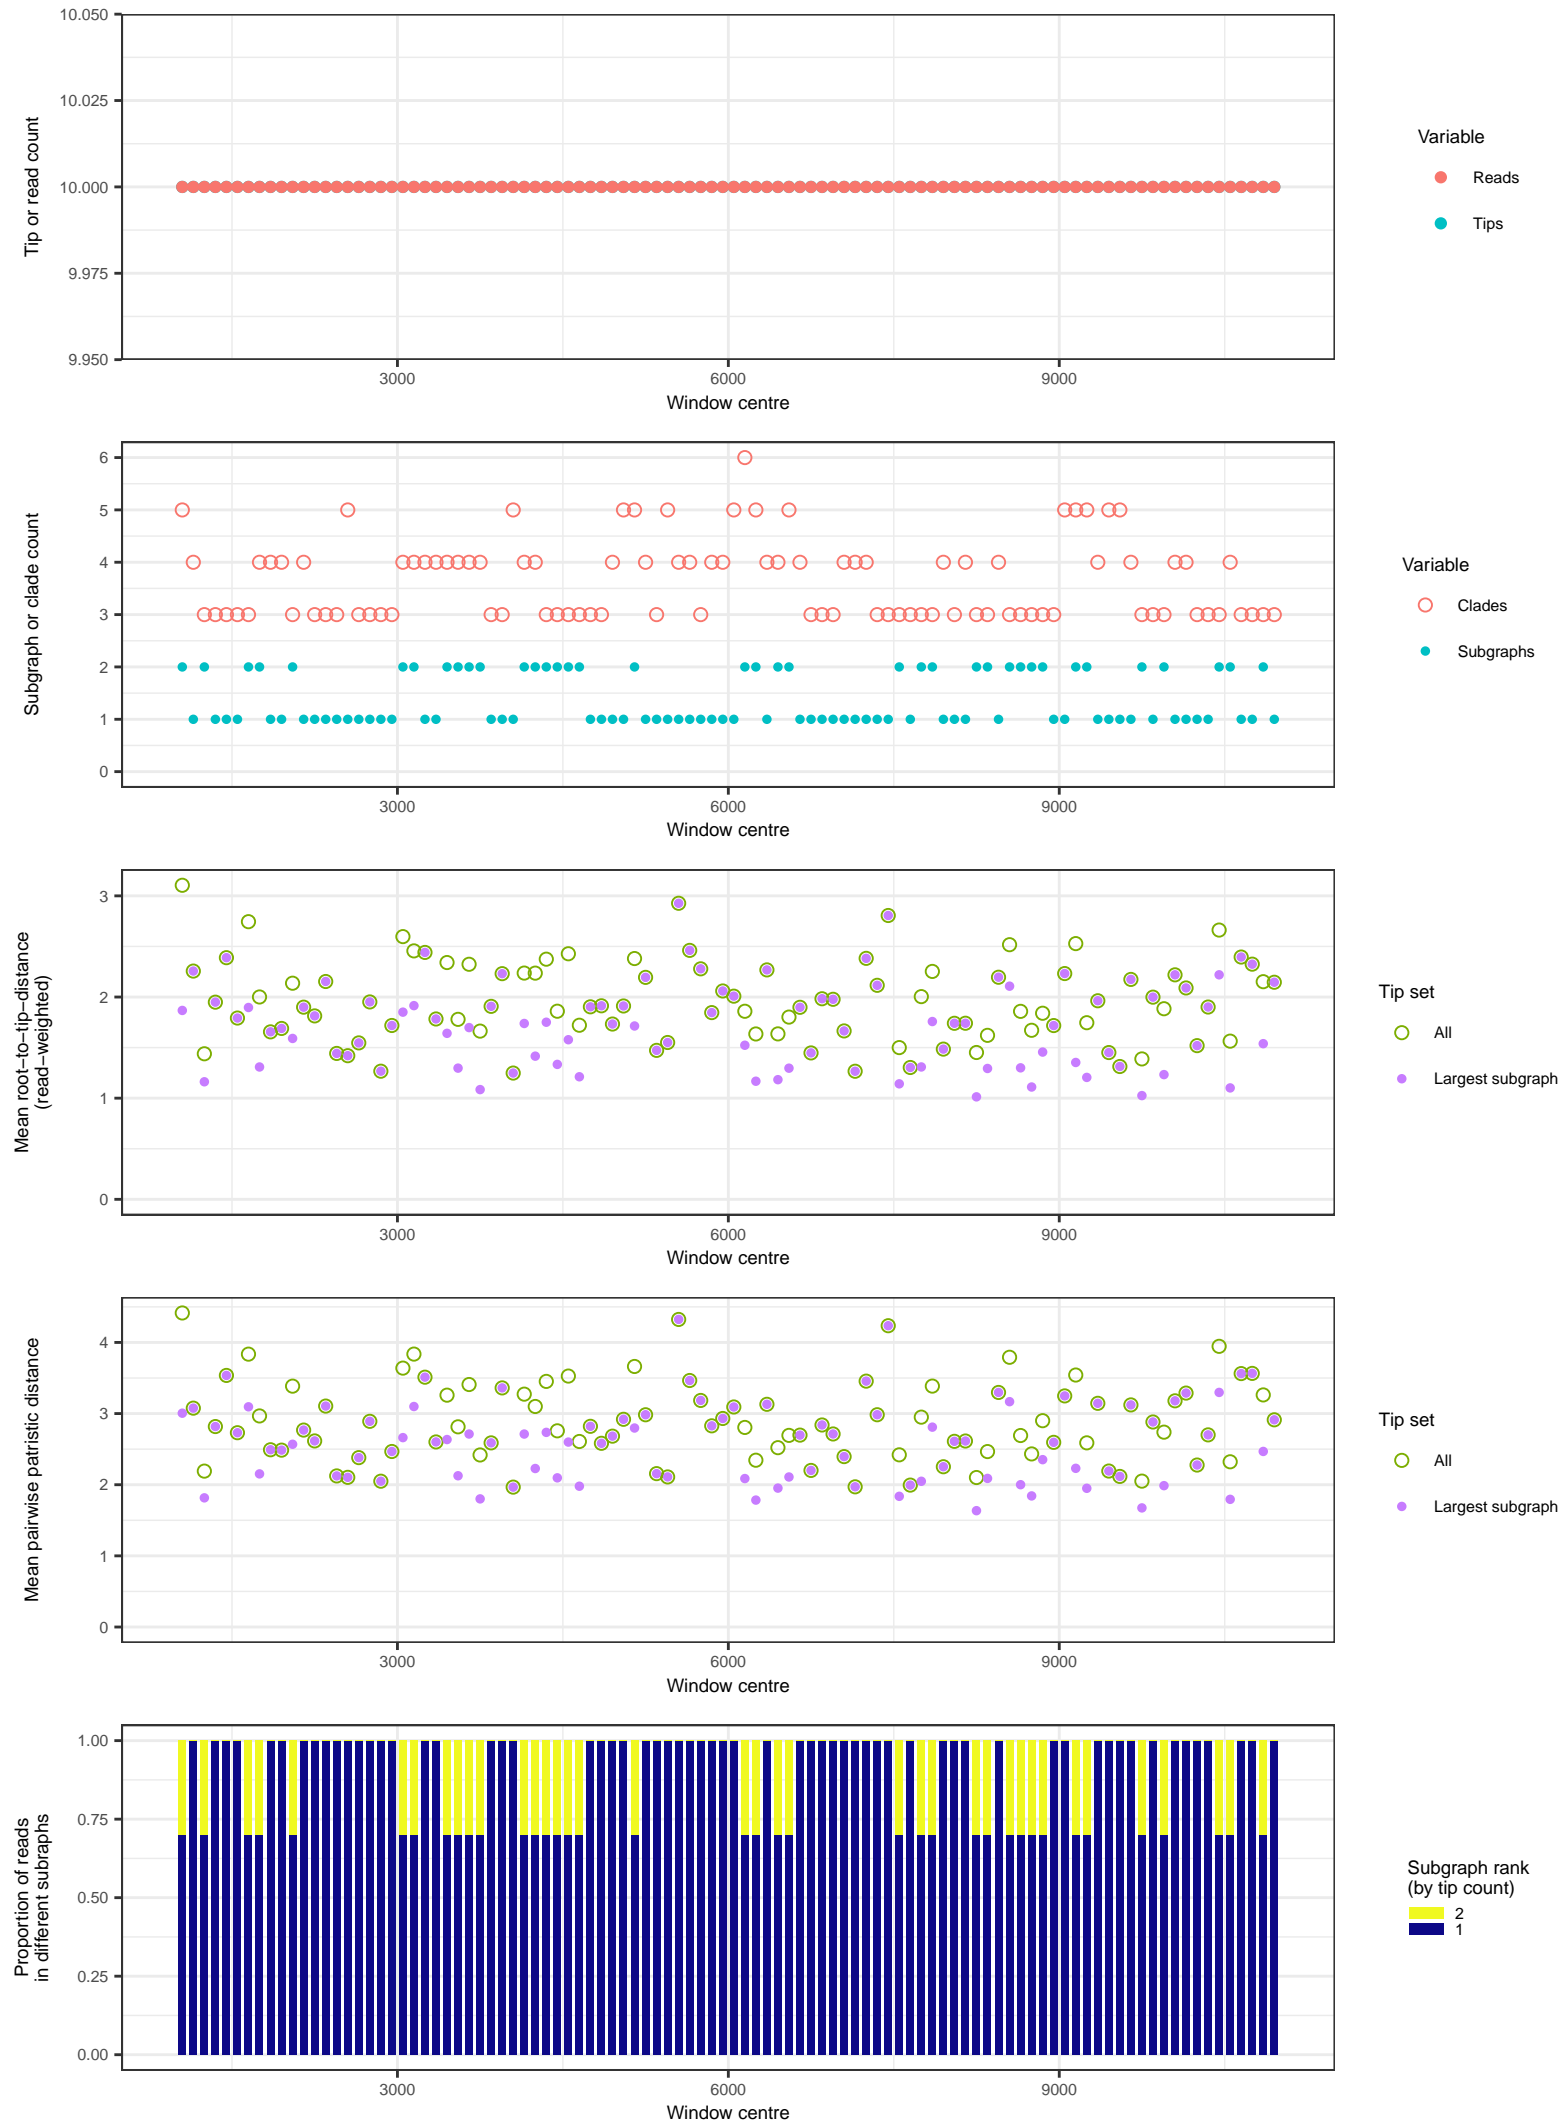 10.050
10.025
10.000
9.975
9.950
Tip or read count
3000
6000
9000
Window centre
Variable
Reads
Tips
6
5
4
3
2
1
0
Subgraph or clade count
3000
6000
9000
Window centre
Variable
Clades
Subgraphs
3
2
1
0
Mean root−to−tip−distance
(read−weighted)
3000
6000
9000
Window centre
Tip set
All
Largest subgraph
4
3
2
1
0
Mean pairwise patristic distance
3000
6000
9000
Window centre
Tip set
All
Largest subgraph
1.00
0.75
0.50
0.25
0.00
Proportion of reads
in different subraphs
3000
6000
9000
Window centre
Subgraph rank
(by tip count)
2
1